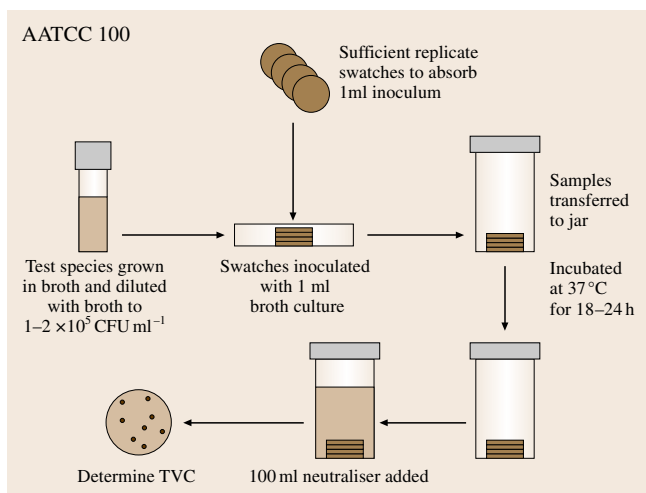 AATCC 100
Sufficient replicate
swatches to absorb
1ml inoculum
Samples
transferred
to jar
Test species grown
in broth and diluted
with broth to
1–2 ×10⁵ CFU ml⁻¹
Swatches inoculated
with 1 ml
broth culture
Incubated
at 37 °C
for 18–24 h
Determine TVC
100 ml neutraliser added